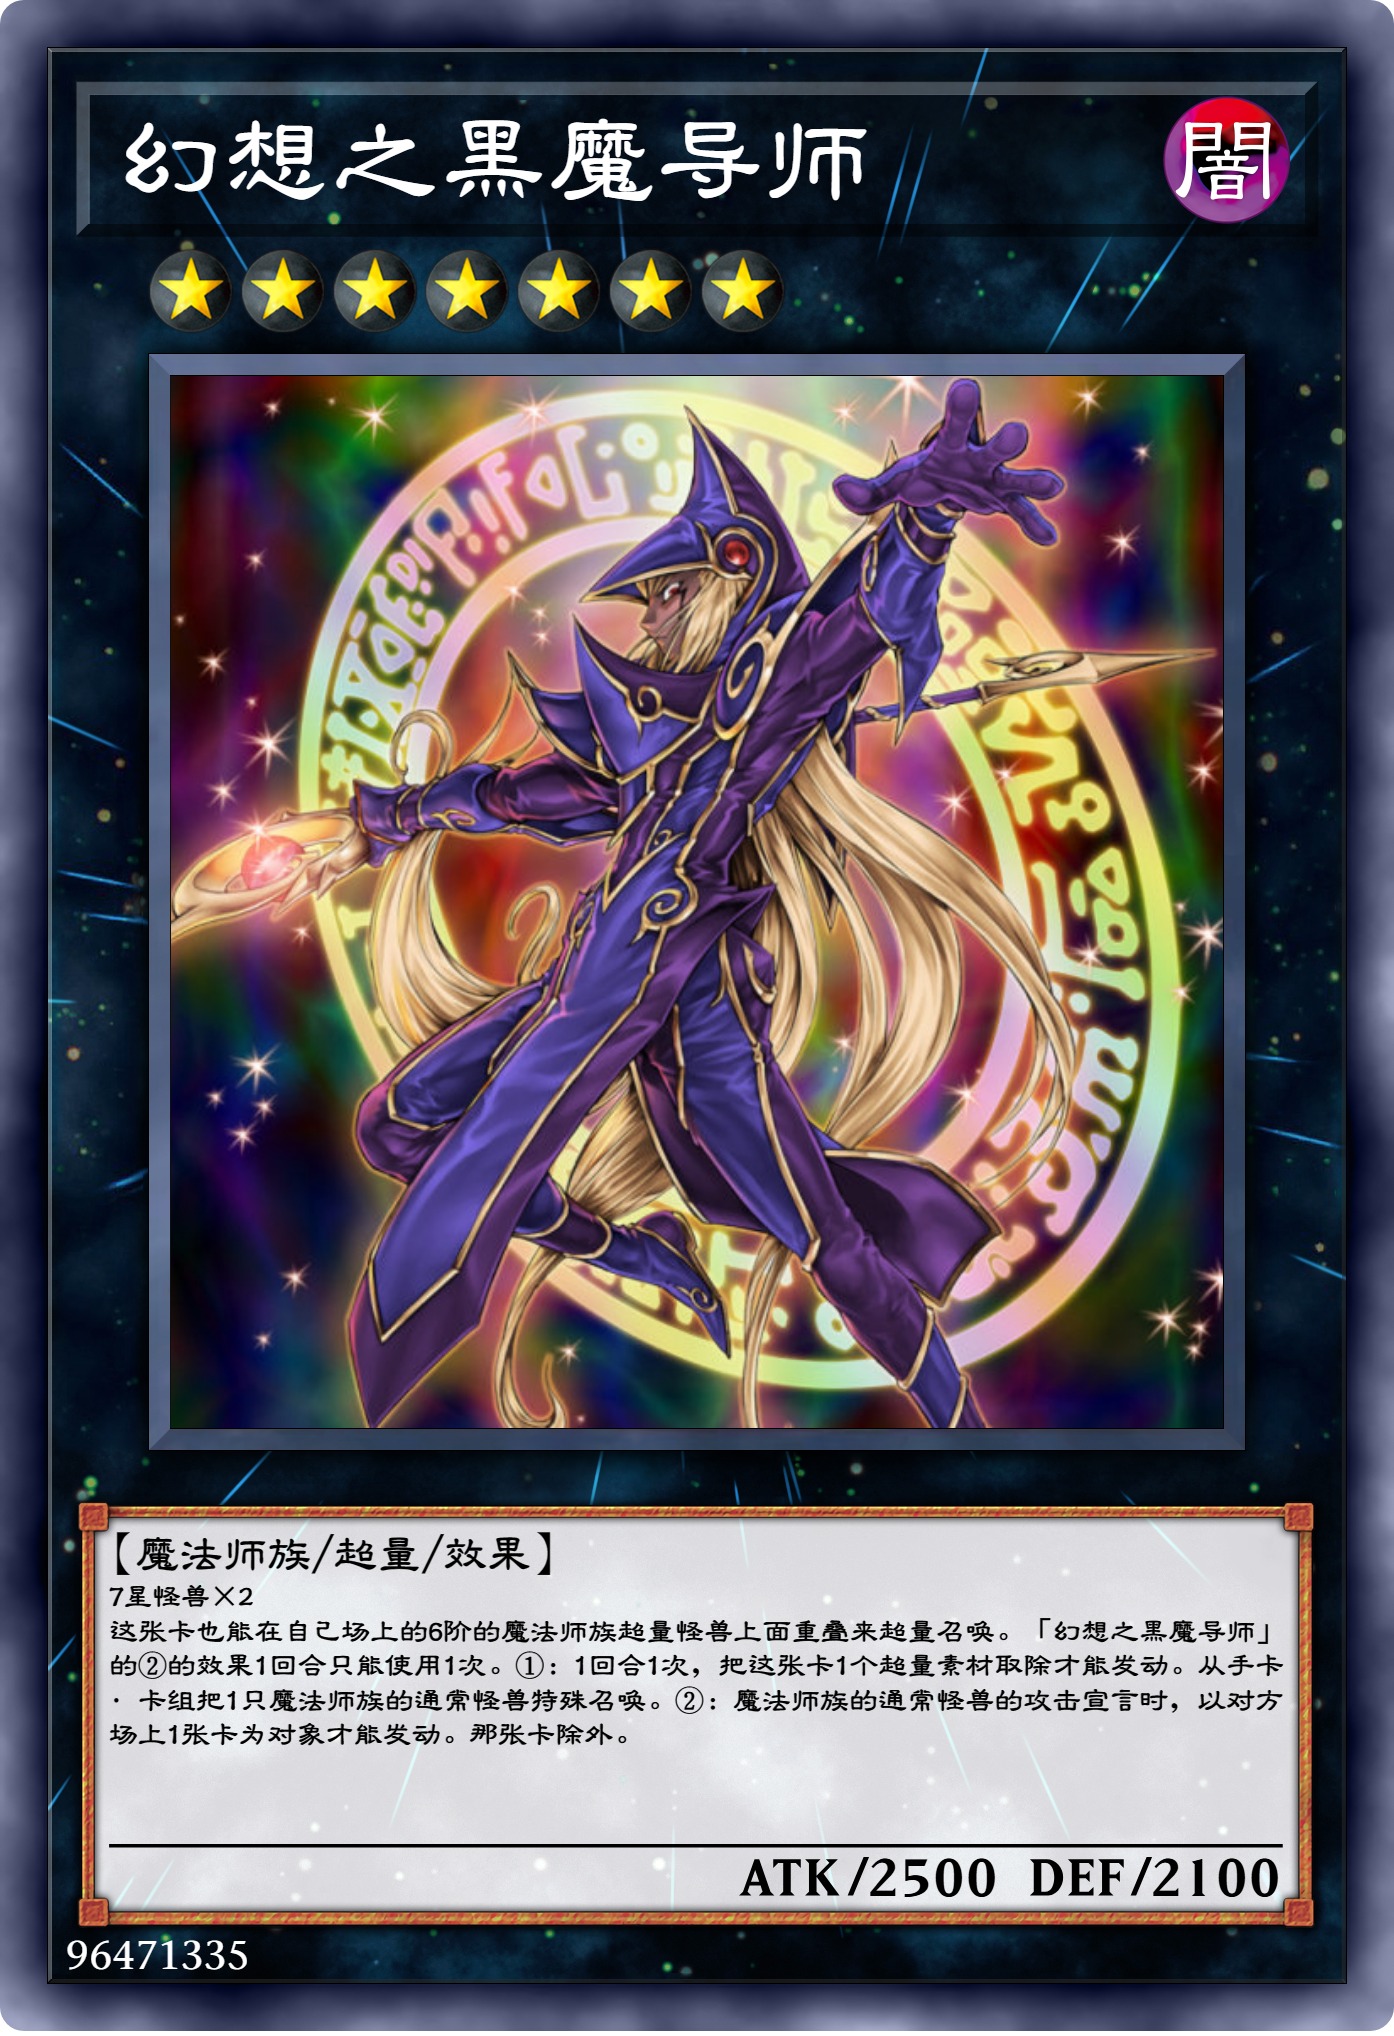 幻想之黑魔导师
闇
【魔法师族/超量/效果】
7星怪兽×2
这张卡也能在自己场上的6阶的魔法师族超量怪兽上面重叠来超量召唤。「幻想之黑魔导师」
的②的效果1回合只能使用1次。①：1回合1次，把这张卡1个超量素材取除才能发动。从手卡
·卡组把1只魔法师族的通常怪兽特殊召唤。②：魔法师族的通常怪兽的攻击宣言时，以对方
场上1张卡为对象才能发动。那张卡除外。
ATK/2500 DEF/2100
96471335